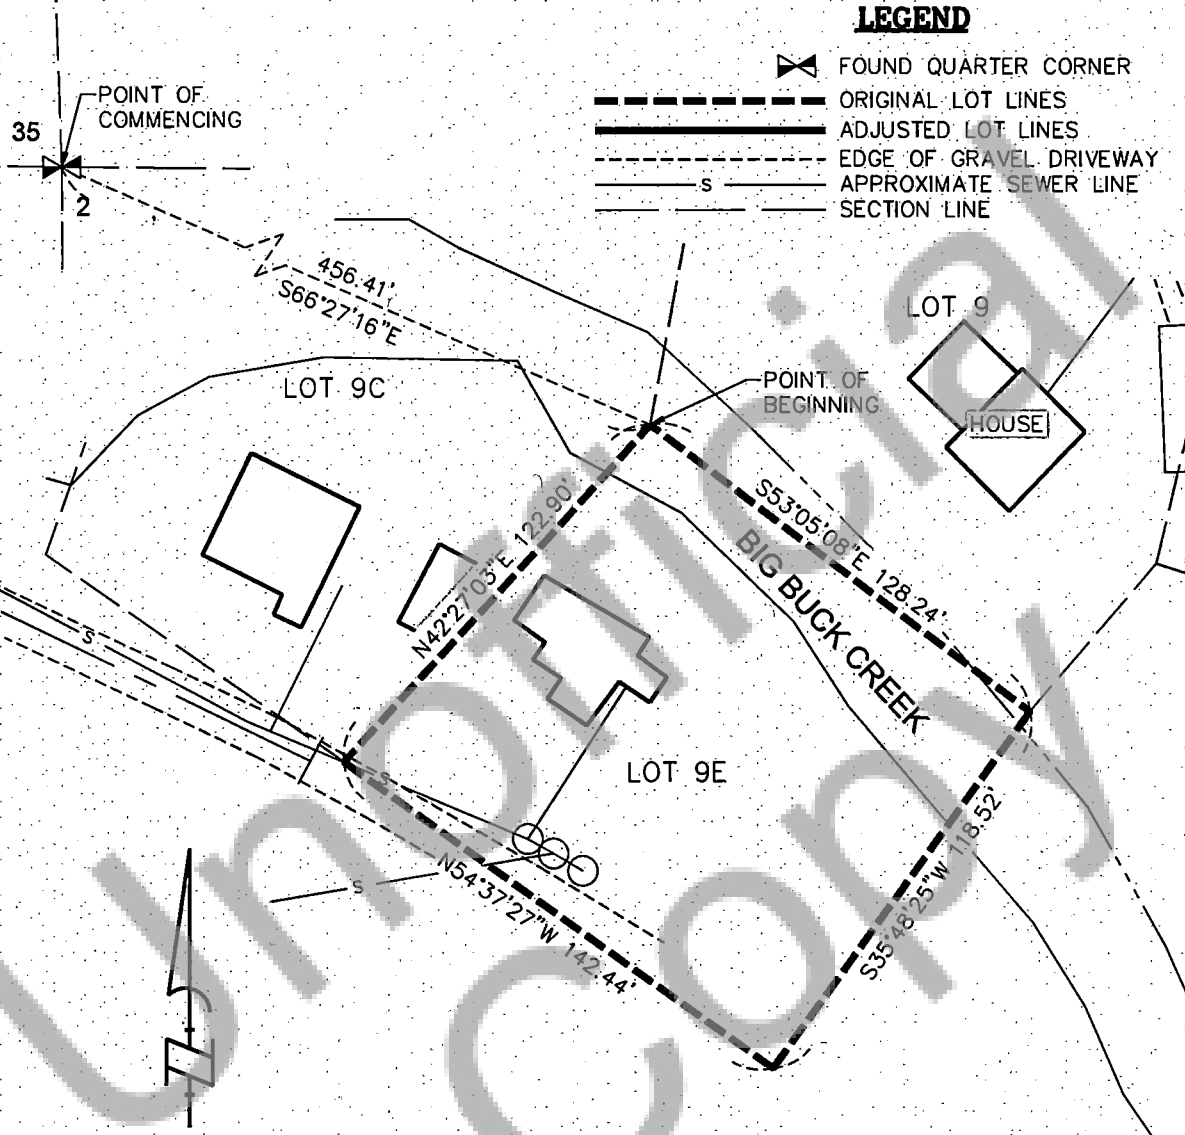 LEGEND
FOUND QUARTER CORNER
ORIGINAL LOT LINES
ADJUSTED LOT LINES
EDGE OF GRAVEL DRIVEWAY
S
APPROXIMATE SEWER LINE
SECTION LINE
POINT OF
COMMENCING
35
2
456.41'
S66°27'16"E
LOT 9
HOUSE
LOT 9C
POINT OF
BEGINNING
S53°05'08"E 128.24'
N42°27'03"E 122.90'
BIG BUCK CREEK
S
LOT 9E
S
S
N54°37'27"W 142.44'
S35°48'25"W 118.52'
N
Unofficial
Copy